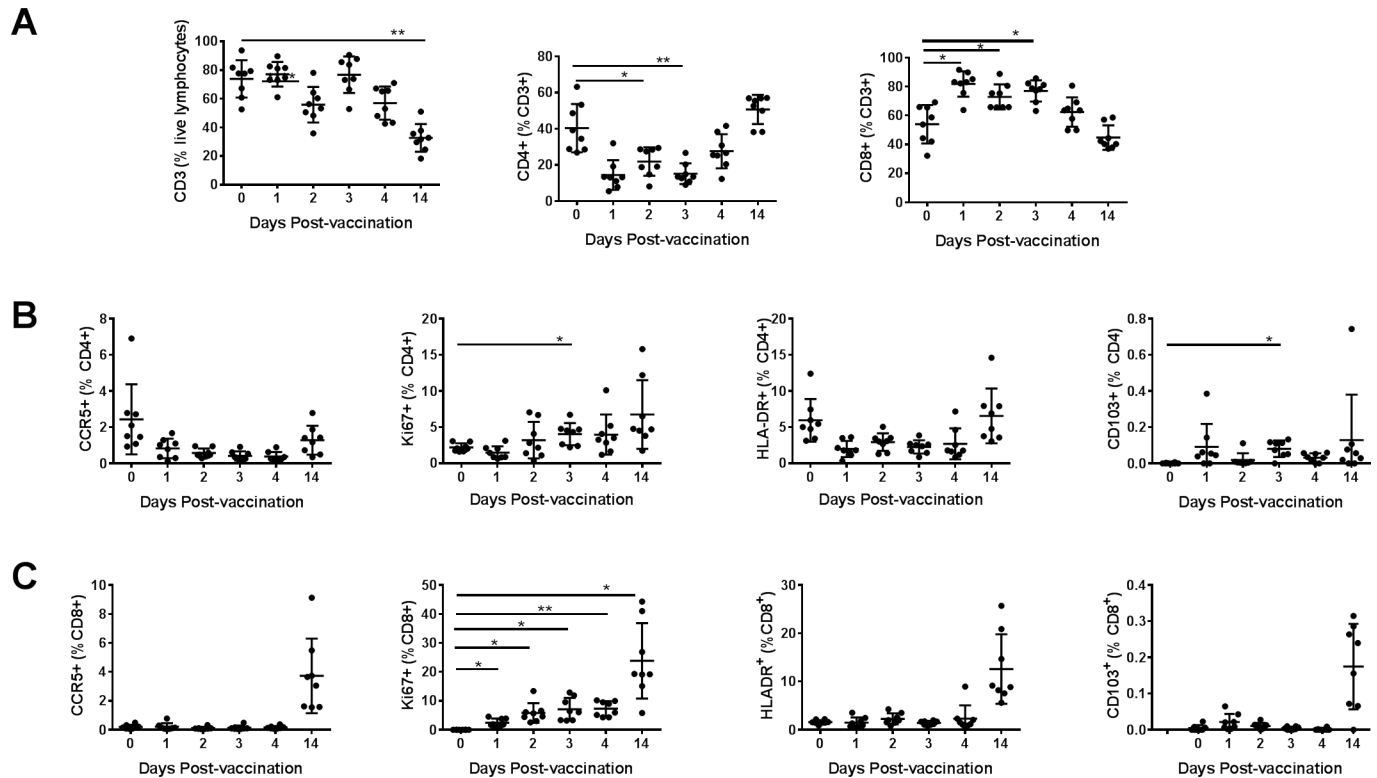 A
CD3 (% live lymphocytes)
100
80
60
40
20
0
**
*
0 1 2 3 4 14
Days Post-vaccination
CD4+ (% CD3+)
80
60
40
20
0
**
*
0 1 2 3 4 14
Days Post-vaccination
CD8+ (% CD3+)
100
80
60
40
20
0
*
*
*
0 1 2 3 4 14
Days Post-vaccination
B
CCR5+ (% CD4+)
8
6
4
2
0
0 1 2 3 4 14
Days Post-vaccination
Ki67+ (% CD4+)
20
15
10
5
0
*
0 1 2 3 4 14
Days Post-vaccination
HLA-DR+ (% CD4+)
20
15
10
5
0
0 1 2 3 4 14
Days Post-vaccination
CD103+ (% CD4)
0.8
0.6
0.4
0.2
0.0
*
0 1 2 3 4 14
Days Post-vaccination
C
CCR5+ (% CD8+)
10
8
6
4
2
0
0 1 2 3 4 14
Days Post-vaccination
Ki67+ (% CD8+)
50
40
30
20
10
0
*
**
*
*
*
0 1 2 3 4 14
Days Post-vaccination
HLADR⁺ (% CD8⁺)
30
20
10
0
0 1 2 3 4 14
Days Post-vaccination
CD103⁺ (% CD8⁺)
0.4
0.3
0.2
0.1
0.0
0 1 2 3 4 14
Days Post-vaccination